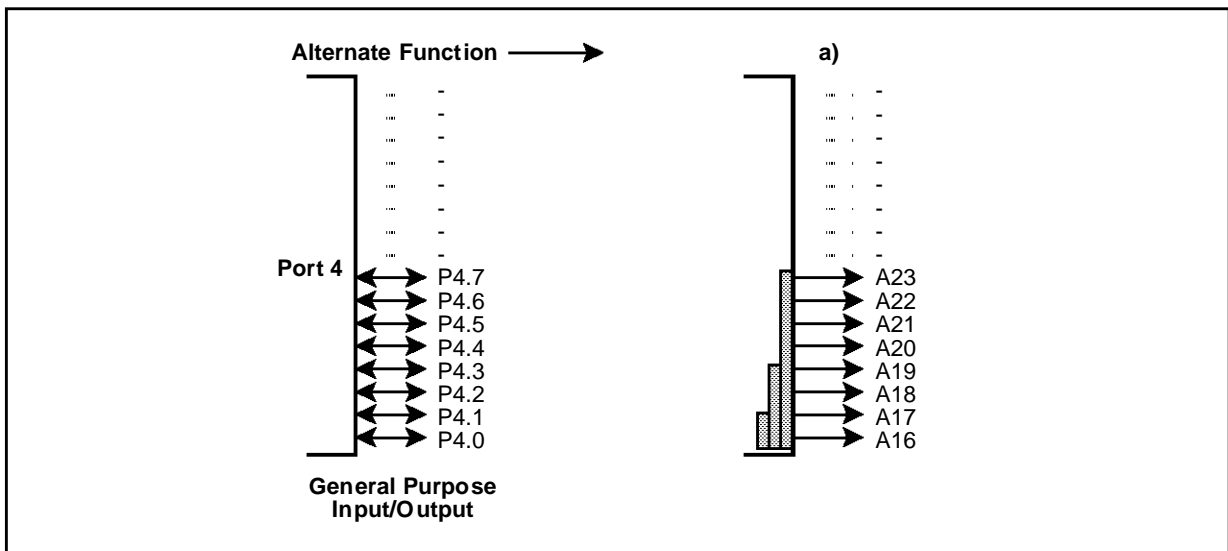 Alternate Function
a)
-
-
-
-
-
-
-
-
Port 4
P4.7
P4.6
P4.5
P4.4
P4.3
P4.2
P4.1
P4.0
General Purpose
Input/Output
-
-
-
-
-
-
-
-
A23
A22
A21
A20
A19
A18
A17
A16